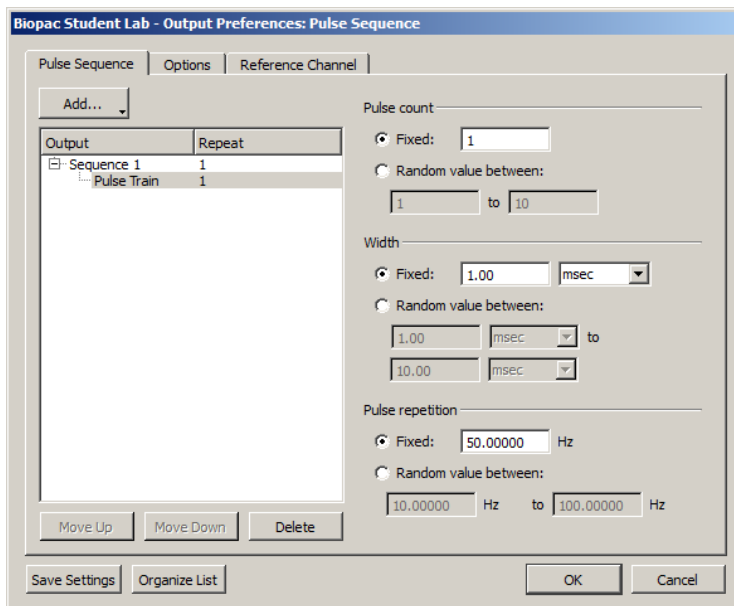 Biopac Student Lab - Output Preferences: Pulse Sequence
Pulse Sequence Options Reference Channel
Add...
Output Repeat
Sequence 1 1
Pulse Train 1
Move Up Move Down Delete
Pulse count
Fixed: 1
Random value between:
1 to 10
Width
Fixed: 1.00 msec
Random value between:
1.00 msec to
10.00 msec
Pulse repetition
Fixed: 50.00000 Hz
Random value between:
10.00000 Hz to 100.00000 Hz
Save Settings Organize List OK Cancel